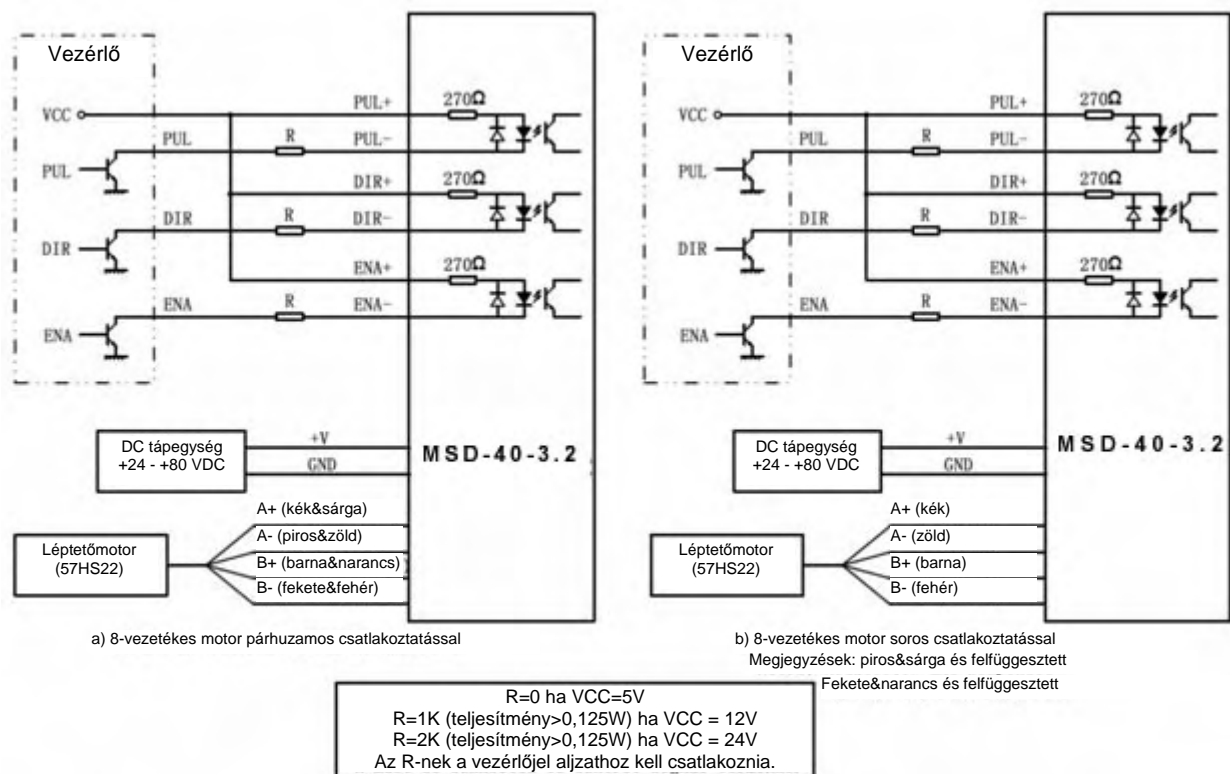 Vezérlő
VCC
PUL+
270Ω
PUL
R
PUL-
PUL
DIR+
270Ω
DIR
R
DIR-
DIR
ENA+
270Ω
ENA
R
ENA-
ENA
DC tápegység
+24 - +80 VDC
+V
GND
MSD-40-3.2
A+ (kék&sárga)
A- (piros&zöld)
B+ (barna&narancs)
B- (fekete&fehér)
Léptetőmotor
(57HS22)
a) 8-vezetékes motor párhuzamos csatlakoztatással
Vezérlő
VCC
PUL+
270Ω
PUL
R
PUL-
PUL
DIR+
270Ω
DIR
R
DIR-
DIR
ENA+
270Ω
ENA
R
ENA-
ENA
DC tápegység
+24 - +80 VDC
+V
GND
MSD-40-3.2
A+ (kék)
A- (zöld)
B+ (barna)
B- (fehér)
Léptetőmotor
(57HS22)
b) 8-vezetékes motor soros csatlakoztatással
Megjegyzések: piros&sárga és felfüggesztett
Fekete&narancs és felfüggesztett
R=0 ha VCC=5V
R=1K (teljesítmény>0,125W) ha VCC = 12V
R=2K (teljesítmény>0,125W) ha VCC = 24V
Az R-nek a vezérlőjel aljzathoz kell csatlakoznia.